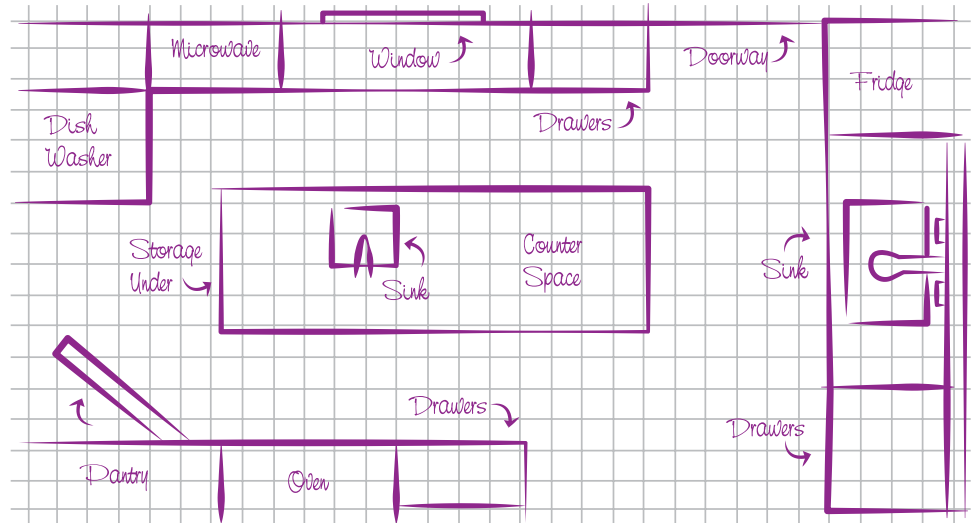 Microwave
Window
Doorway
Fridge
Drawers
Dish
Washer
Storage
Under
Sink
Counter
Space
Sink
Drawers
Drawers
Pantry
Oven